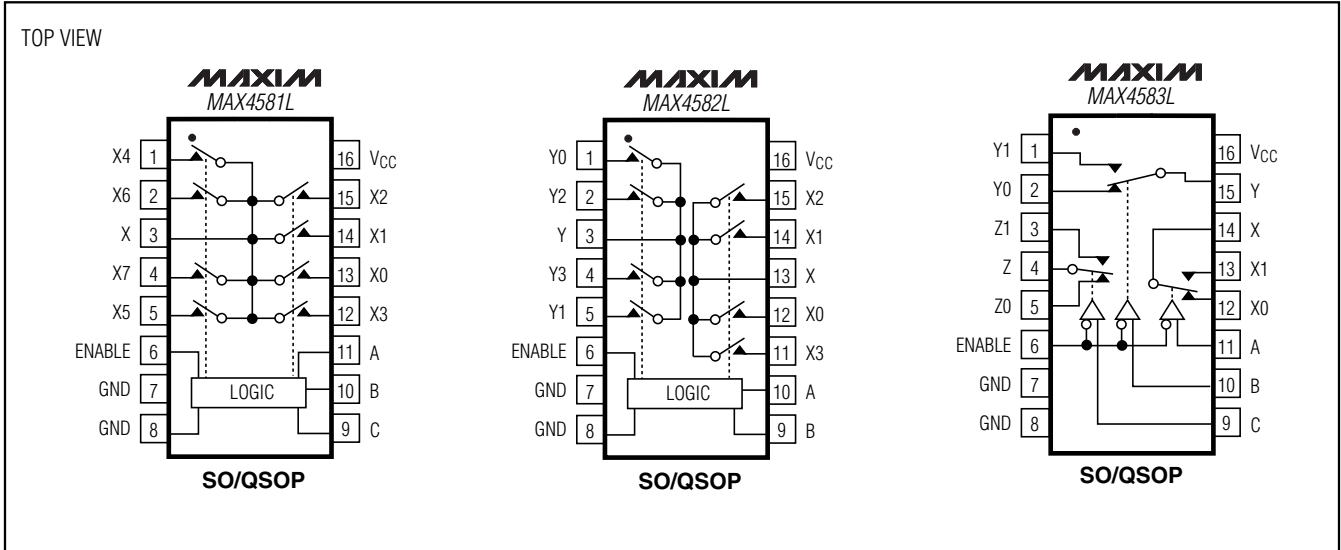 TOP VIEW
MAXIM
MAX4581L
X4 1 16 VCC
X6 2 15 X2
X 3 14 X1
X7 4 13 X0
X5 5 12 X3
ENABLE 6 11 A
GND 7 LOGIC 10 B
GND 8 9 C
SO/QSOP
MAXIM
MAX4582L
Y0 1 16 VCC
Y2 2 15 X2
Y 3 14 X1
Y3 4 13 X
Y1 5 12 X0
ENABLE 6 11 X3
GND 7 LOGIC 10 A
GND 8 9 B
SO/QSOP
MAXIM
MAX4583L
Y1 1 16 VCC
Y0 2 15 Y
Z1 3 14 X
Z 4 13 X1
Z0 5 12 X0
ENABLE 6 11 A
GND 7 10 B
GND 8 9 C
SO/QSOP